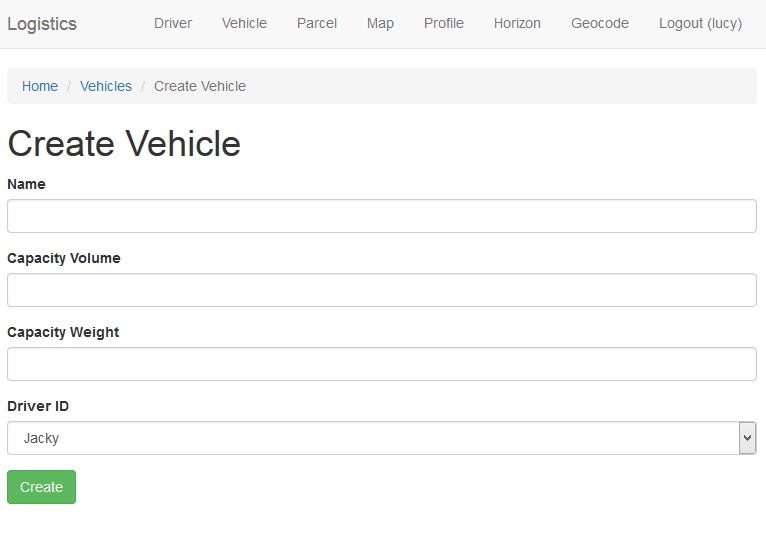 Logistics Driver Vehicle Parcel Map Profile Horizon Geocode Logout (lucy)
Home / Vehicles / Create Vehicle
Create Vehicle
Name
Capacity Volume
Capacity Weight
Driver ID
Jacky
Create